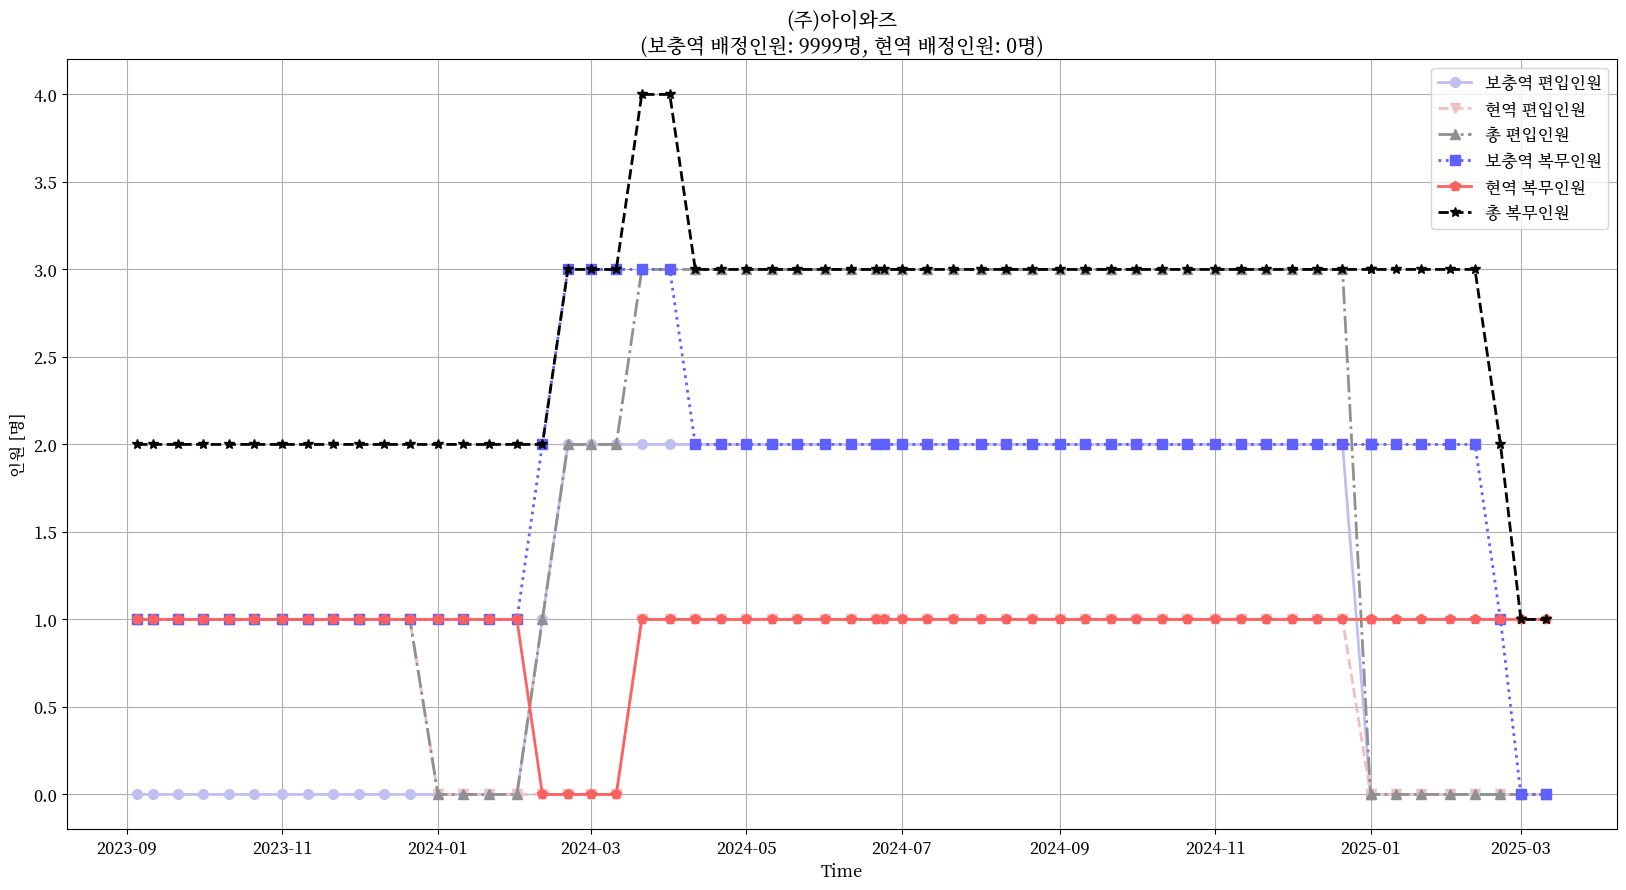 (주)아이와즈
(보충역 배정인원: 9999명, 현역 배정인원: 0명)
보충역 편입인원
현역 편입인원
총 편입인원
보충역 복무인원
현역 복무인원
총 복무인원
인원 [명]
4.0
3.5
3.0
2.5
2.0
1.5
1.0
0.5
0.0
2023-09 2023-11 2024-01 2024-03 2024-05 2024-07 2024-09 2024-11 2025-01 2025-03
Time